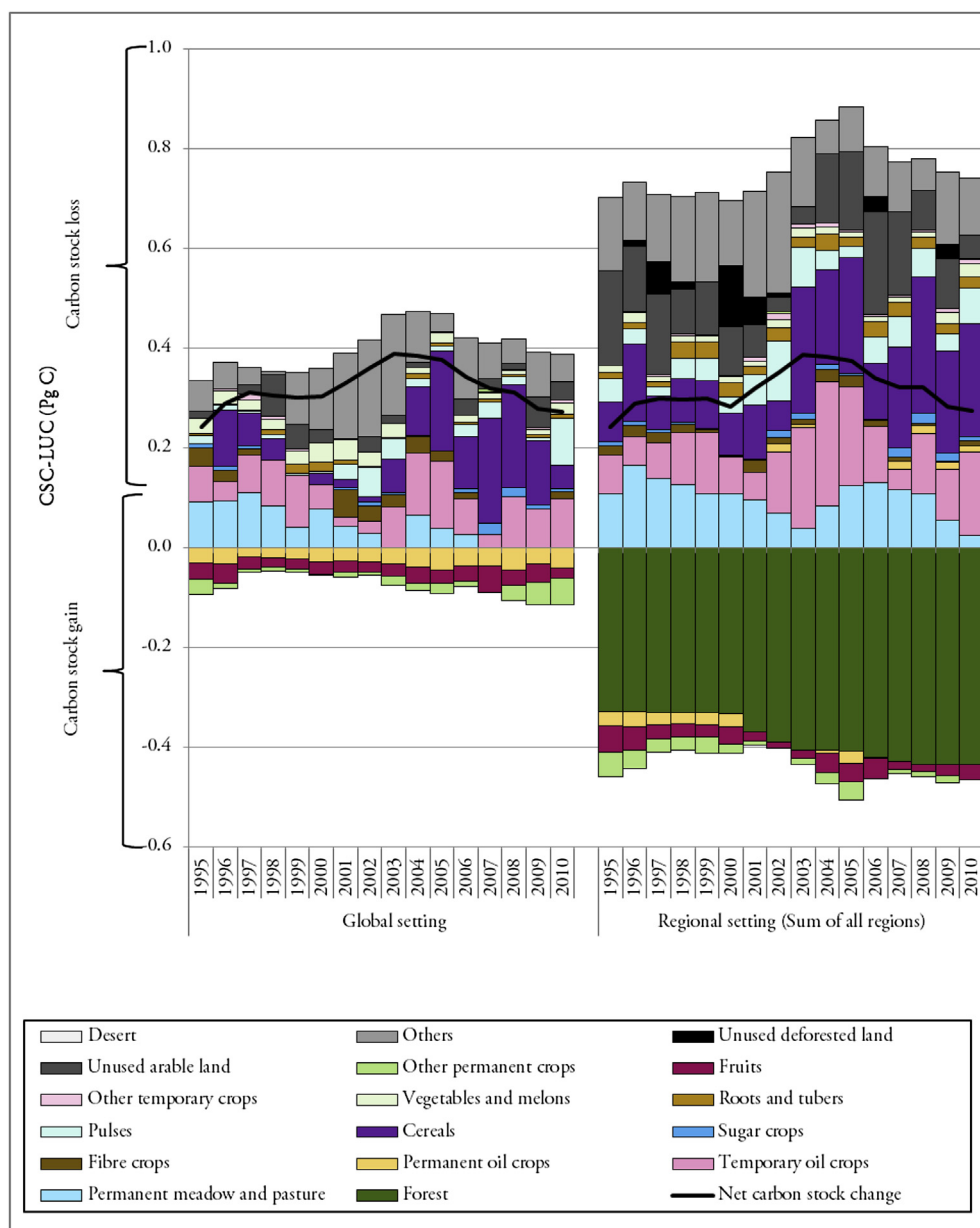 CSC-LUC (Pg C)
Carbon stock loss
Carbon stock gain
1.0
0.8
0.6
0.4
0.2
0.0
-0.2
-0.4
-0.6
1995 1996 1997 1998 1999 2000 2001 2002 2003 2004 2005 2006 2007 2008 2009 2010 1995 1996 1997 1998 1999 2000 2001 2002 2003 2004 2005 2006 2007 2008 2009 2010
Global setting Regional setting (Sum of all regions)
Desert Others Unused deforested land
Unused arable land Other permanent crops Fruits
Other temporary crops Vegetables and melons Roots and tubers
Pulses Cereals Sugar crops
Fibre crops Permanent oil crops Temporary oil crops
Permanent meadow and pasture Forest Net carbon stock change